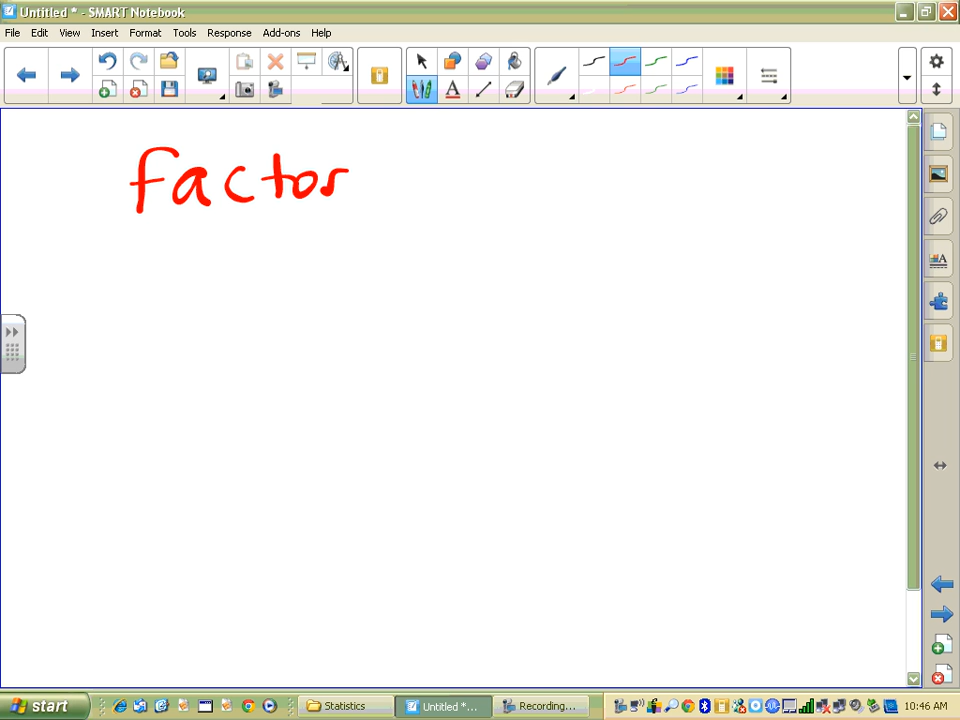 Untitled * - SMART Notebook
File Edit View Insert Format Tools Response Add-ons Help
factor
start Statistics Untitled *... Recording... 10:46 AM